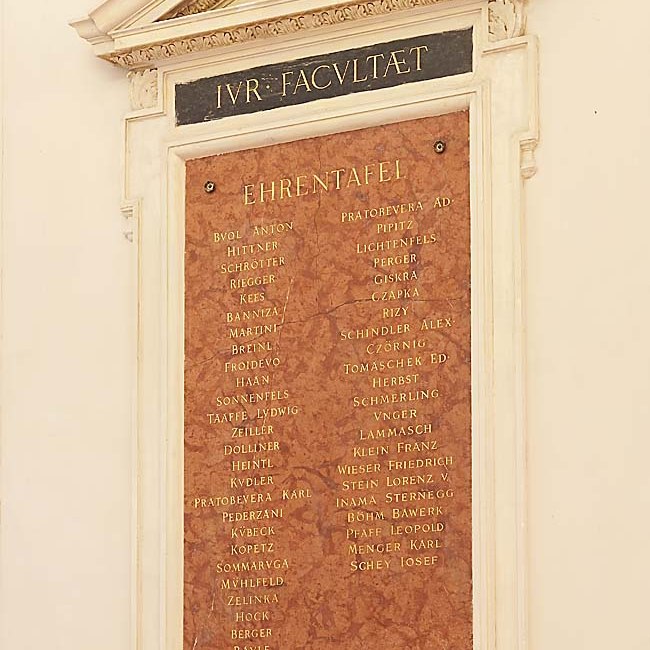 IVR · FACVLTÆT
EHRENTAFEL
BVOL ANTON
HITTNER
SCHRÖTTER
RIEGGER
KEES
BANNIZA
MARTINI
BREINL
FROIDEVO
HAAN
SONNENFELS
TAAFFE LVDWIG
ZEILLER
DOLLINER
HEINTL
KVDLER
PRATOBEVERA KARL
PEDERZANI
KÜBECK
KOPETZ
SOMMARVGA
MÜHLFELD
ZELINKA
HOCK
BERGER
PRATOBEVERA AD·
PIPITZ
LICHTENFELS
PERGER
GISKRA
CZAPKA
RIZY
SCHINDLER ALEX·
CZÖRNIG
TOMASCHEK ED·
HERBST
SCHMERLING
VNGER
LAMMASCH
KLEIN FRANZ
WIESER FRIEDRICH
STEIN LORENZ V.
INAMA STERNEGG
BÖHM BAWERK
PFAFF LEOPOLD
MENGER KARL
SCHEY IOSEF